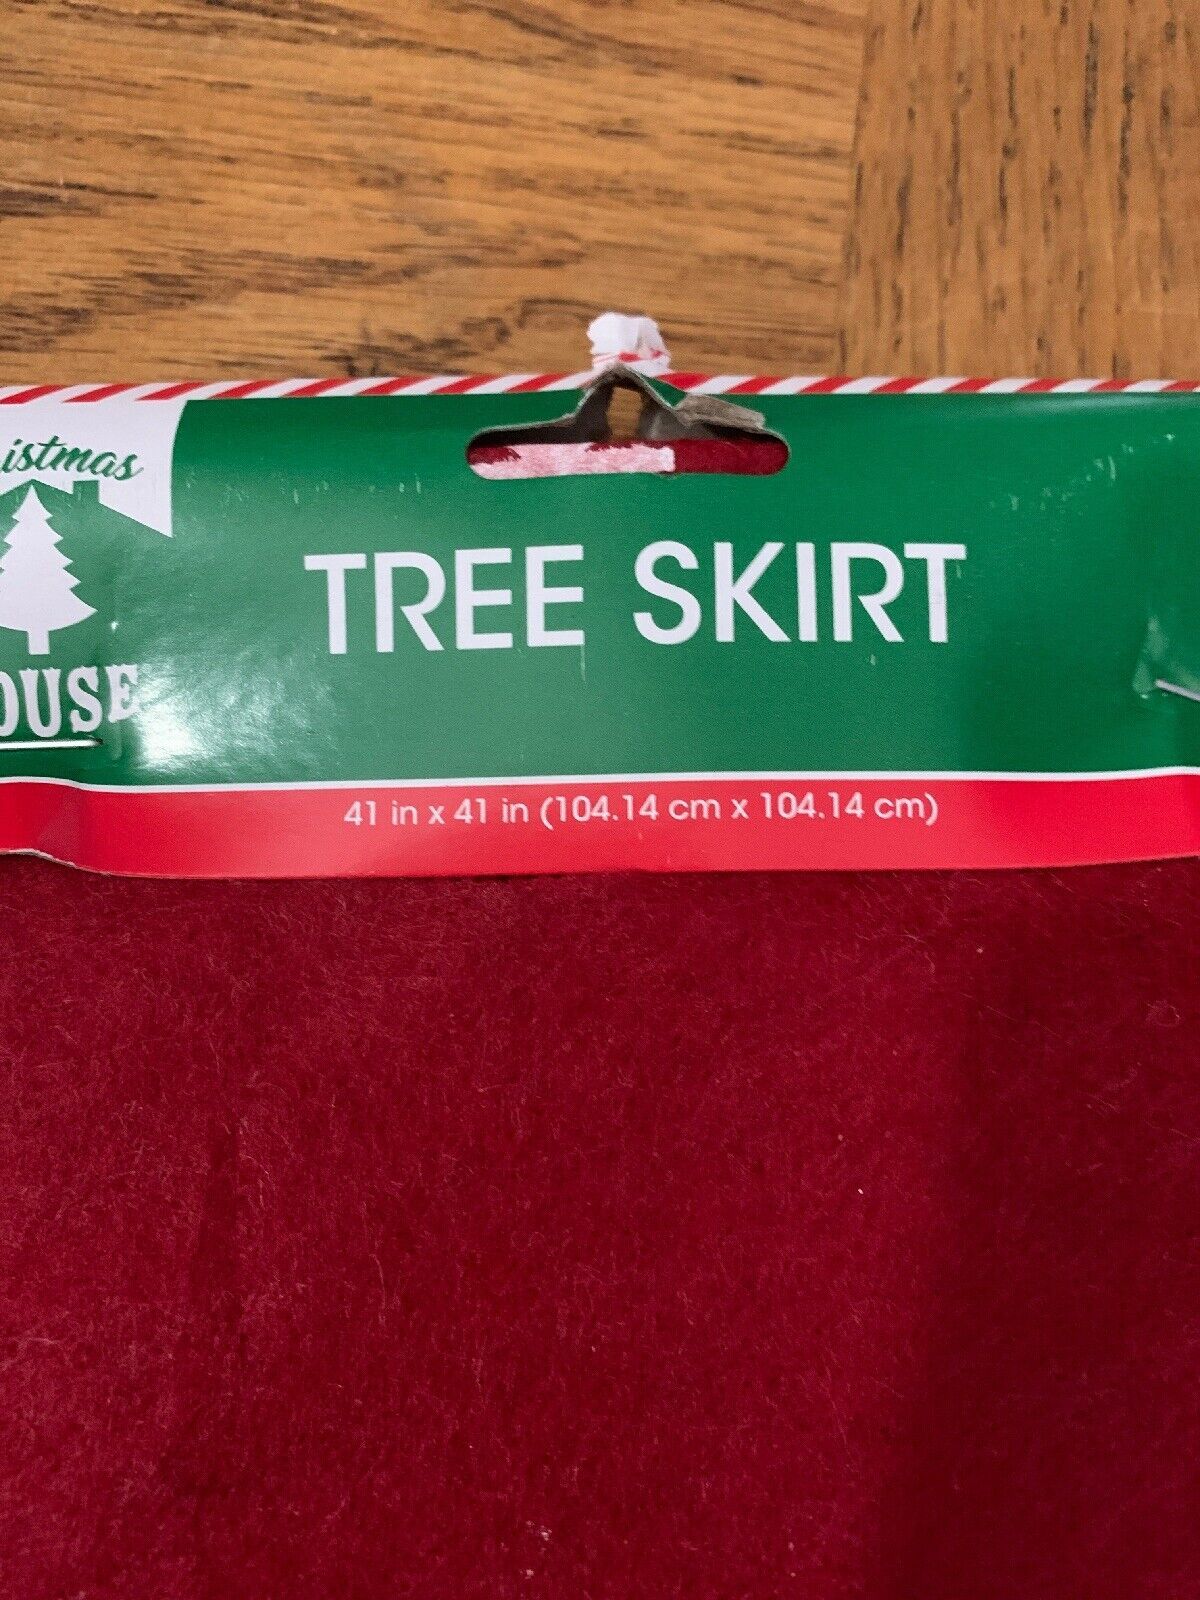 istmas
OUSE
TREE SKIRT
41 in x 41 in (104.14 cm x 104.14 cm)